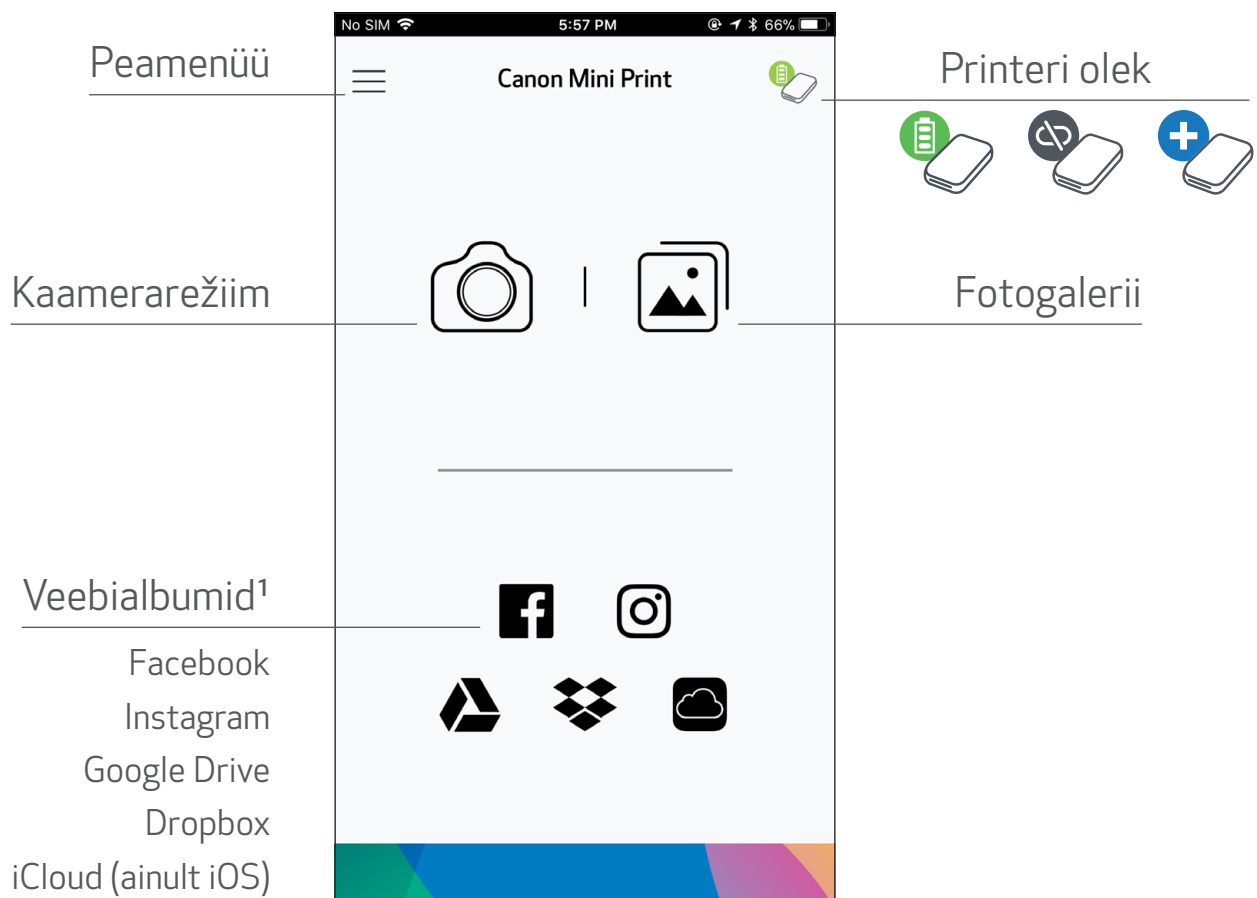 No SIM 5:57 PM 66%
Peamenüü
Canon Mini Print
Printeri olek
Kaamerarežiim
Fotogalerii
Veebialbumid¹
Facebook
Instagram
Google Drive
Dropbox
iCloud (ainult iOS)